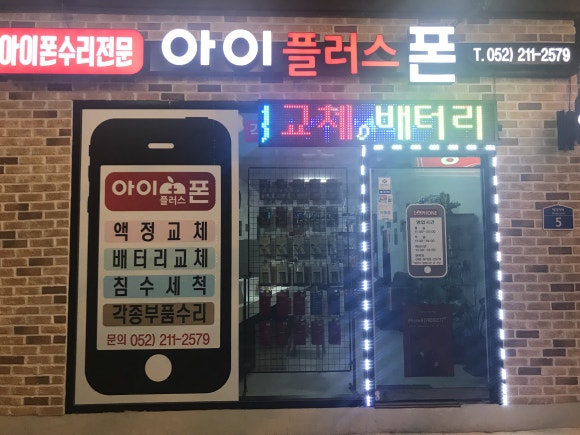 아이폰수리전문
아이플러스폰
T. 052) 211-2579
교체。배터리
아이폰
플러스
액정교체
배터리교체
침수세척
각종부품수리
문의 052) 211-2579
5